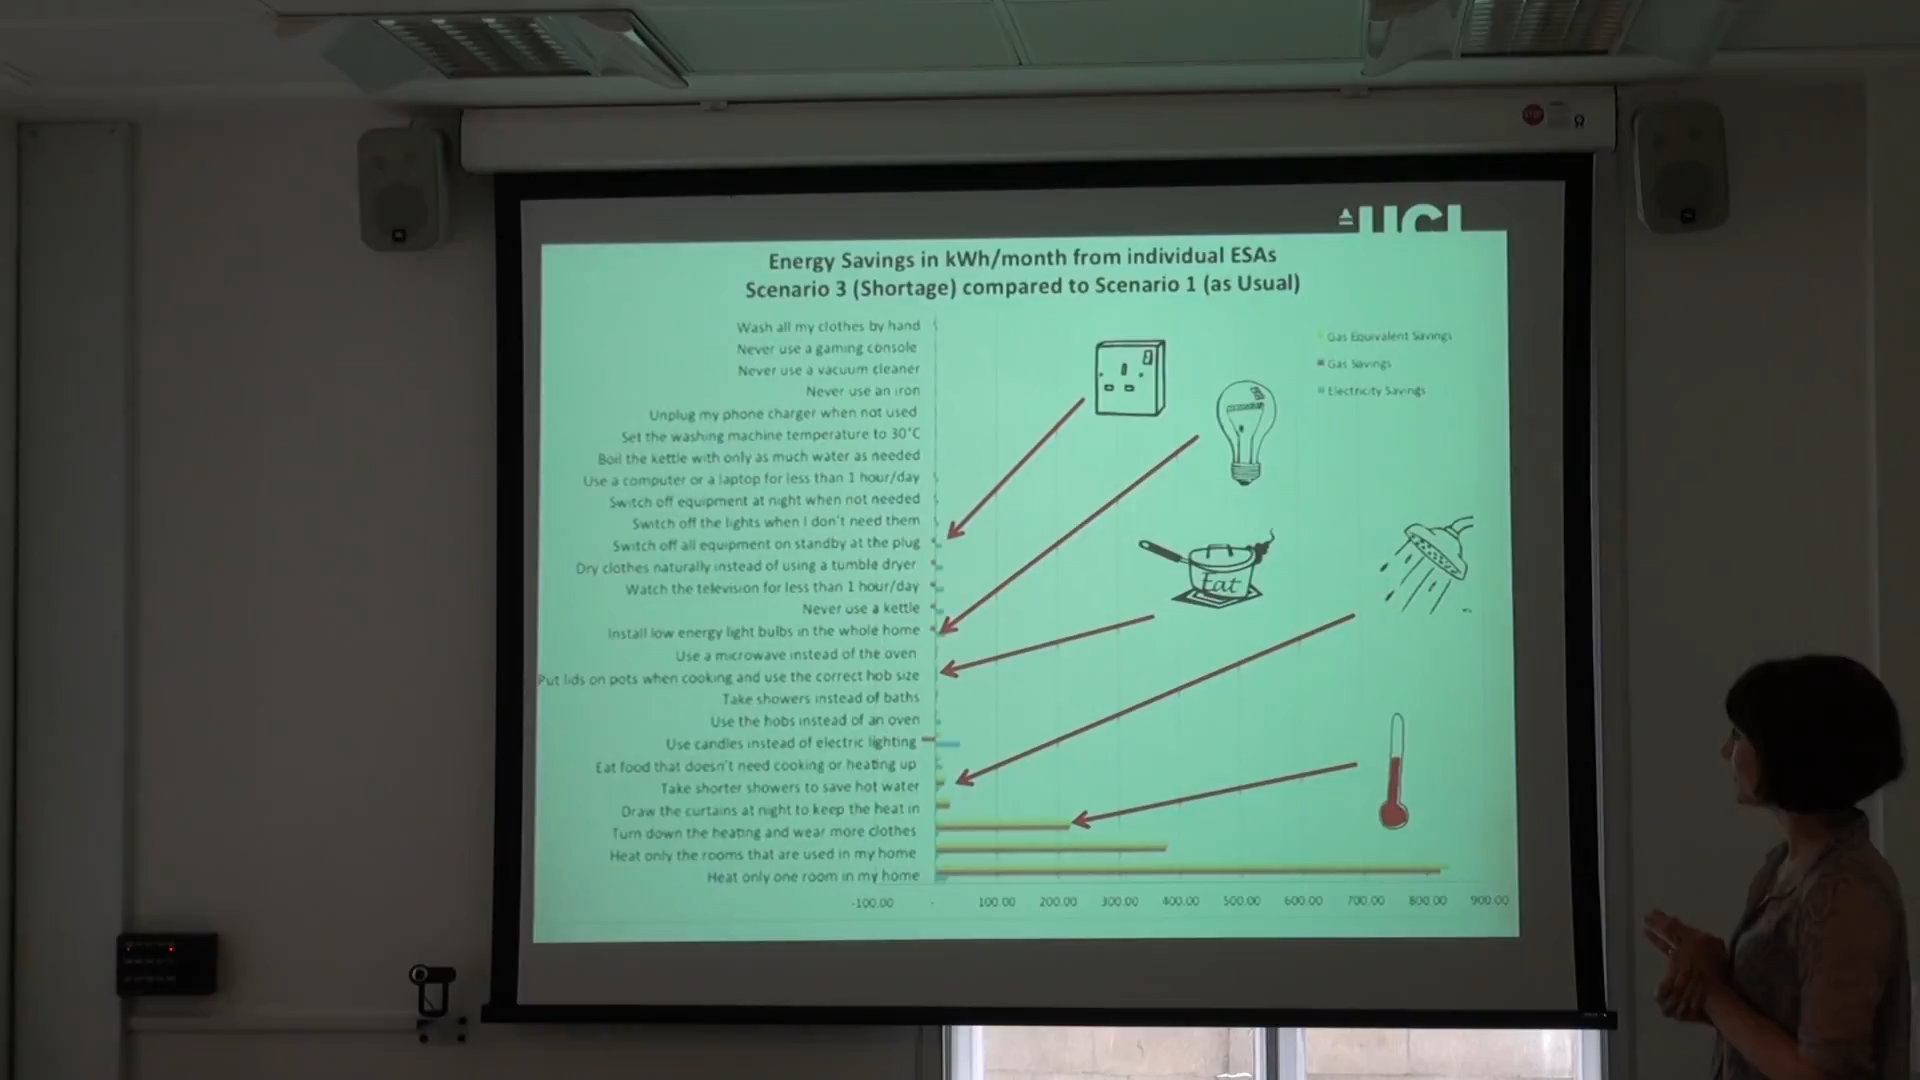 UCL
Energy Savings in kWh/month from individual ESAs
Scenario 3 (Shortage) compared to Scenario 1 (as Usual)
Wash all my clothes by hand
Never use a gaming console
Never use a vacuum cleaner
Never use an iron
Unplug my phone charger when not used
Set the washing machine temperature to 30°C
Boil the kettle with only as much water as needed
Use a computer or a laptop for less than 1 hour/day
Switch off equipment at night when not needed
Switch off the lights when I don't need them
Switch off all equipment on standby at the plug
Dry clothes naturally instead of using a tumble dryer
Watch the television for less than 1 hour/day
Never use a kettle
Install low energy light bulbs in the whole home
Use a microwave instead of the oven
Put lids on pots when cooking and use the correct hob size
Take showers instead of baths
Use the hobs instead of an oven
Use candles instead of electric lighting
Eat food that doesn't need cooking or heating up
Take shorter showers to save hot water
Draw the curtains at night to keep the heat in
Turn down the heating and wear more clothes
Heat only the rooms that are used in my home
Heat only one room in my home
Gas Equivalent Savings
Gas Savings
Electricity Savings
Eat
-100.00 - 100.00 200.00 300.00 400.00 500.00 600.00 700.00 800.00 900.00